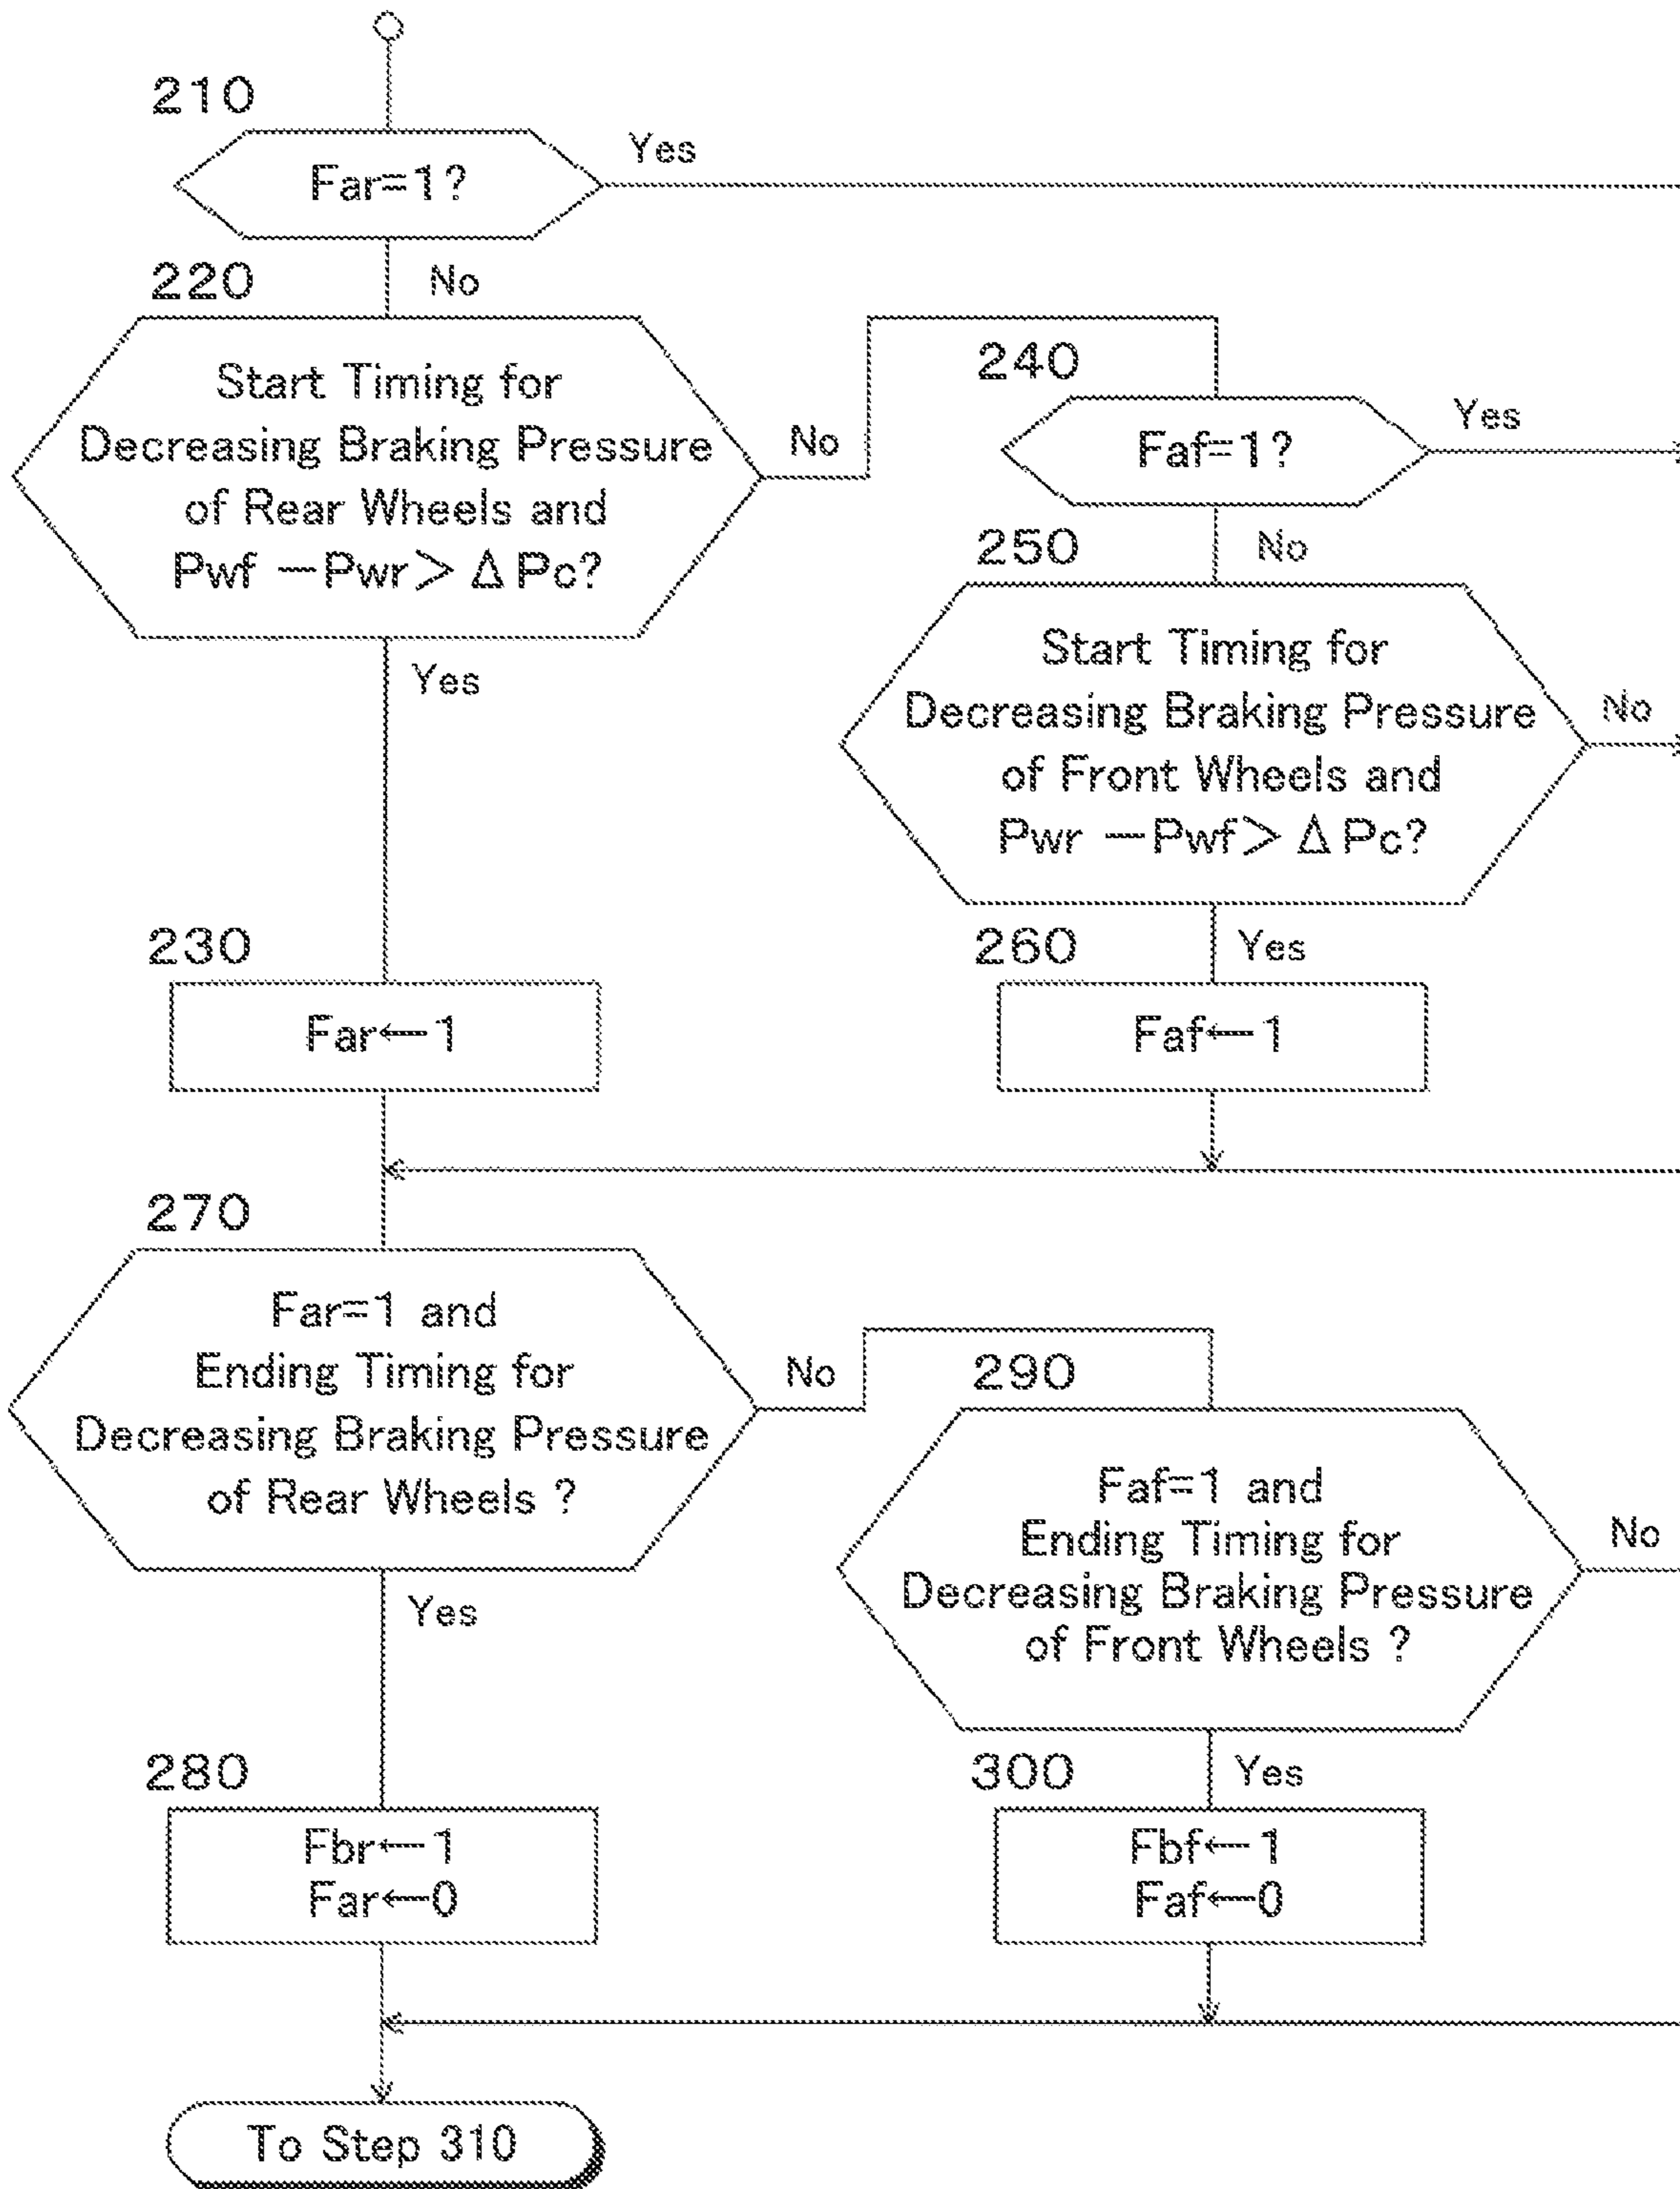 210
Far=1?
Yes
No
220
Start Timing for
Decreasing Braking Pressure
of Rear Wheels and
Pwf −Pwr> Δ Pc?
No
Yes
240
Faf=1?
Yes
No
250
Start Timing for
Decreasing Braking Pressure
of Front Wheels and
Pwr −Pwf> Δ Pc?
No
Yes
230
Far←1
260
Faf←1
270
Far=1 and
Ending Timing for
Decreasing Braking Pressure
of Rear Wheels ?
No
Yes
290
Faf=1 and
Ending Timing for
Decreasing Braking Pressure
of Front Wheels ?
No
Yes
280
Fbr←1
Far←0
300
Fbf←1
Faf←0
To Step 310